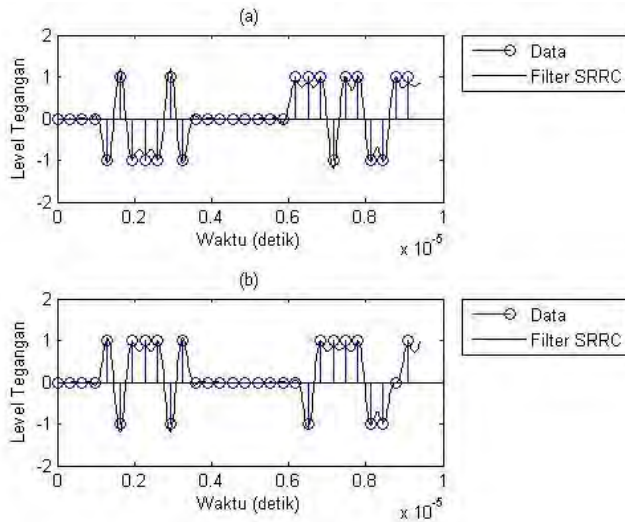 (a)
2
1
0
-1
-2
Level Tegangan
0 0.2 0.4 0.6 0.8 1
Waktu (detik)
x 10-5
Data
Filter SRRC
(b)
2
1
0
-1
-2
Level Tegangan
0 0.2 0.4 0.6 0.8 1
Waktu (detik)
x 10-5
Data
Filter SRRC